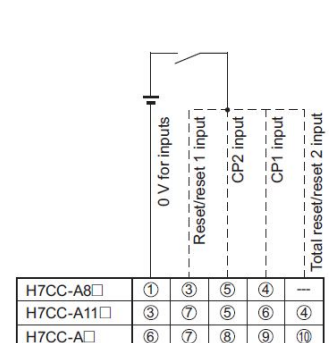 0 V for inputs
Reset/reset 1 input
CP2 input
CP1 input
Total reset/reset 2 input
H7CC-A8□ ① ③ ⑤ ④ ---
H7CC-A11□ ③ ⑦ ⑤ ⑥ ④
H7CC-A□ ⑥ ⑦ ⑧ ⑨ ⑩